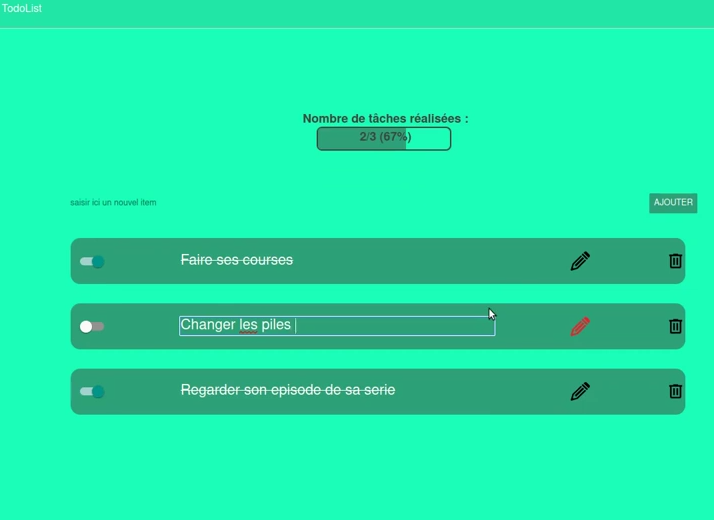 TodoList
Nombre de tâches réalisées :
2/3 (67%)
saisir ici un nouvel item
AJOUTER
Faire ses courses
Changer les piles
Regarder son episode de sa serie